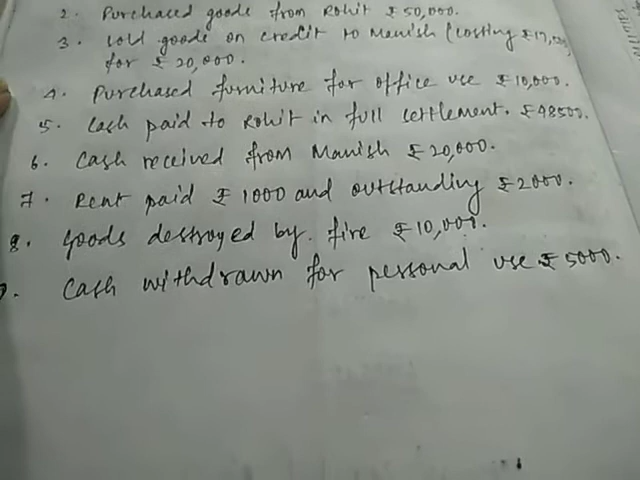 2. Purchased goods from Rohit ₹50,000.
3. Sold goods on credit to Manish (costing ₹17,500)
for ₹20,000.
4. Purchased furniture for office use ₹10,000.
5. Cash paid to Rohit in full settlement. ₹48500.
6. Cash received from Manish ₹20,000.
7. Rent paid ₹1000 and outstanding ₹2000.
8. Goods destroyed by fire ₹10,000.
9. Cash withdrawn for personal use ₹5000.